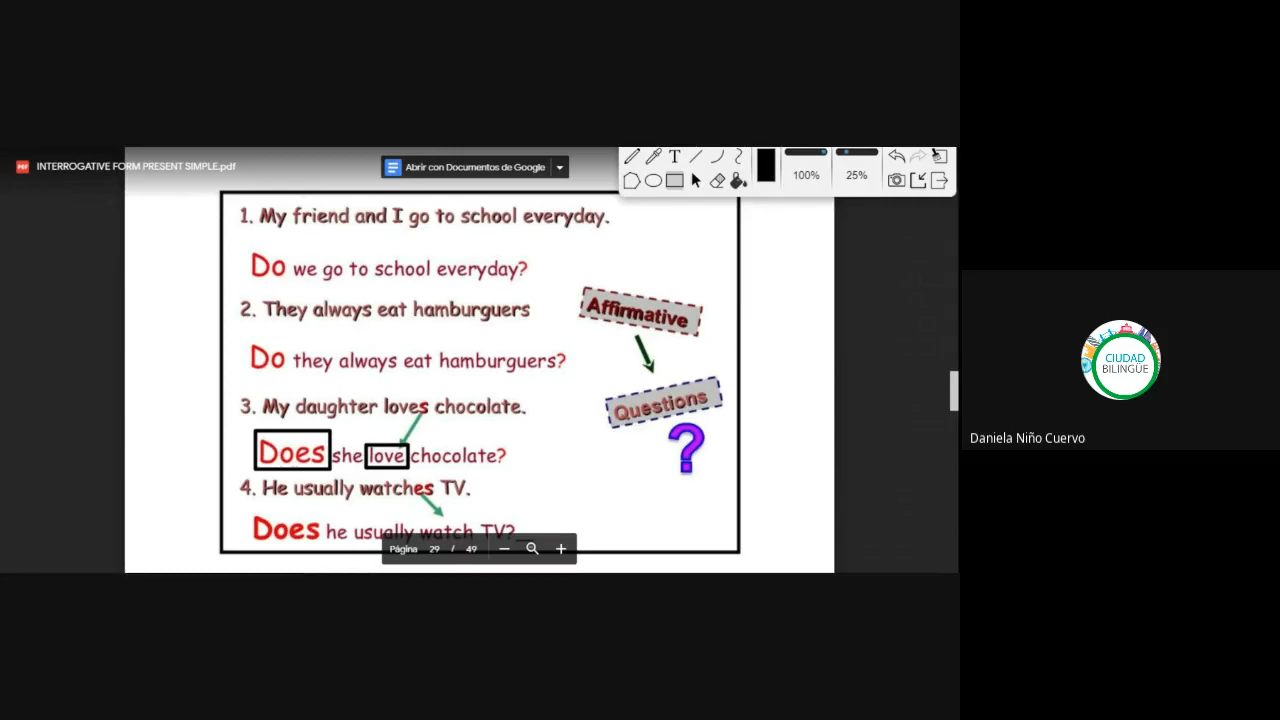 INTERROGATIVE FORM PRESENT SIMPLE.pdf
Abrir con Documentos de Google
T
100%
25%
1. My friend and I go to school everyday.
Do we go to school everyday?
2. They always eat hamburguers
Affirmative
Do they always eat hamburguers?
Questions
?
3. My daughter loves chocolate.
Does she love chocolate?
4. He usually watches TV.
Does he usually watch TV?__
Página 29 / 49
CIUDAD
BILINGÜE
Daniela Niño Cuervo